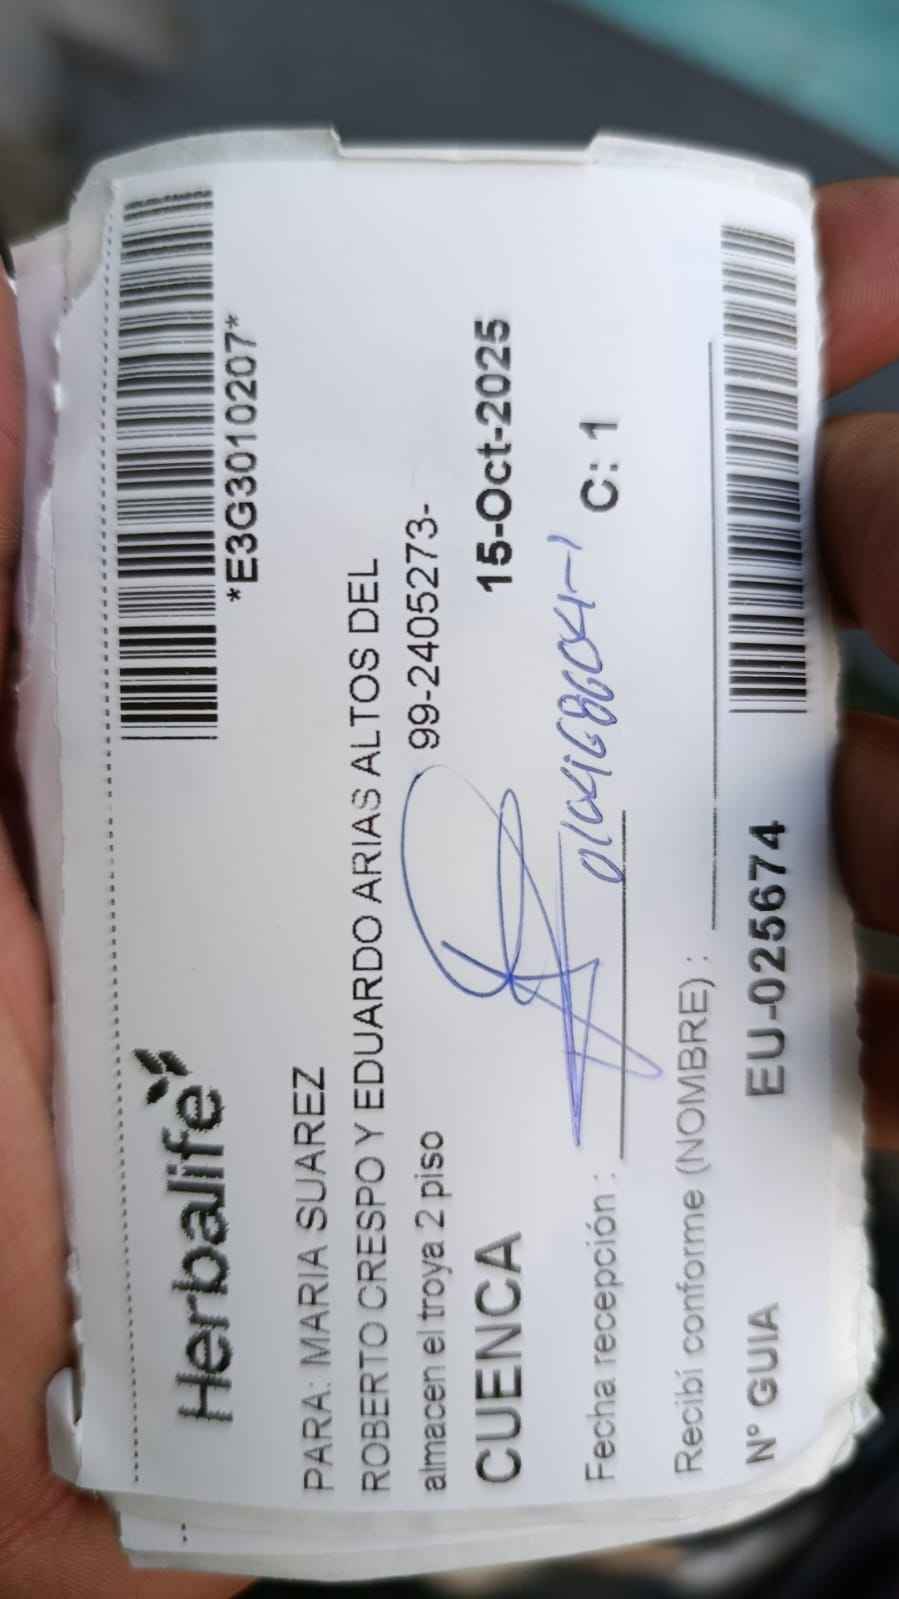 Herbalife
*E3G3010207*
PARA: MARIA SUAREZ
ROBERTO CRESPO Y EDUARDO ARIAS ALTOS DEL
almacen el troya 2 piso 99-2405273-
CUENCA 15-Oct-2025
Fecha recepción : C: 1
Recibí conforme (NOMBRE) :
Nº GUIA EU-025674